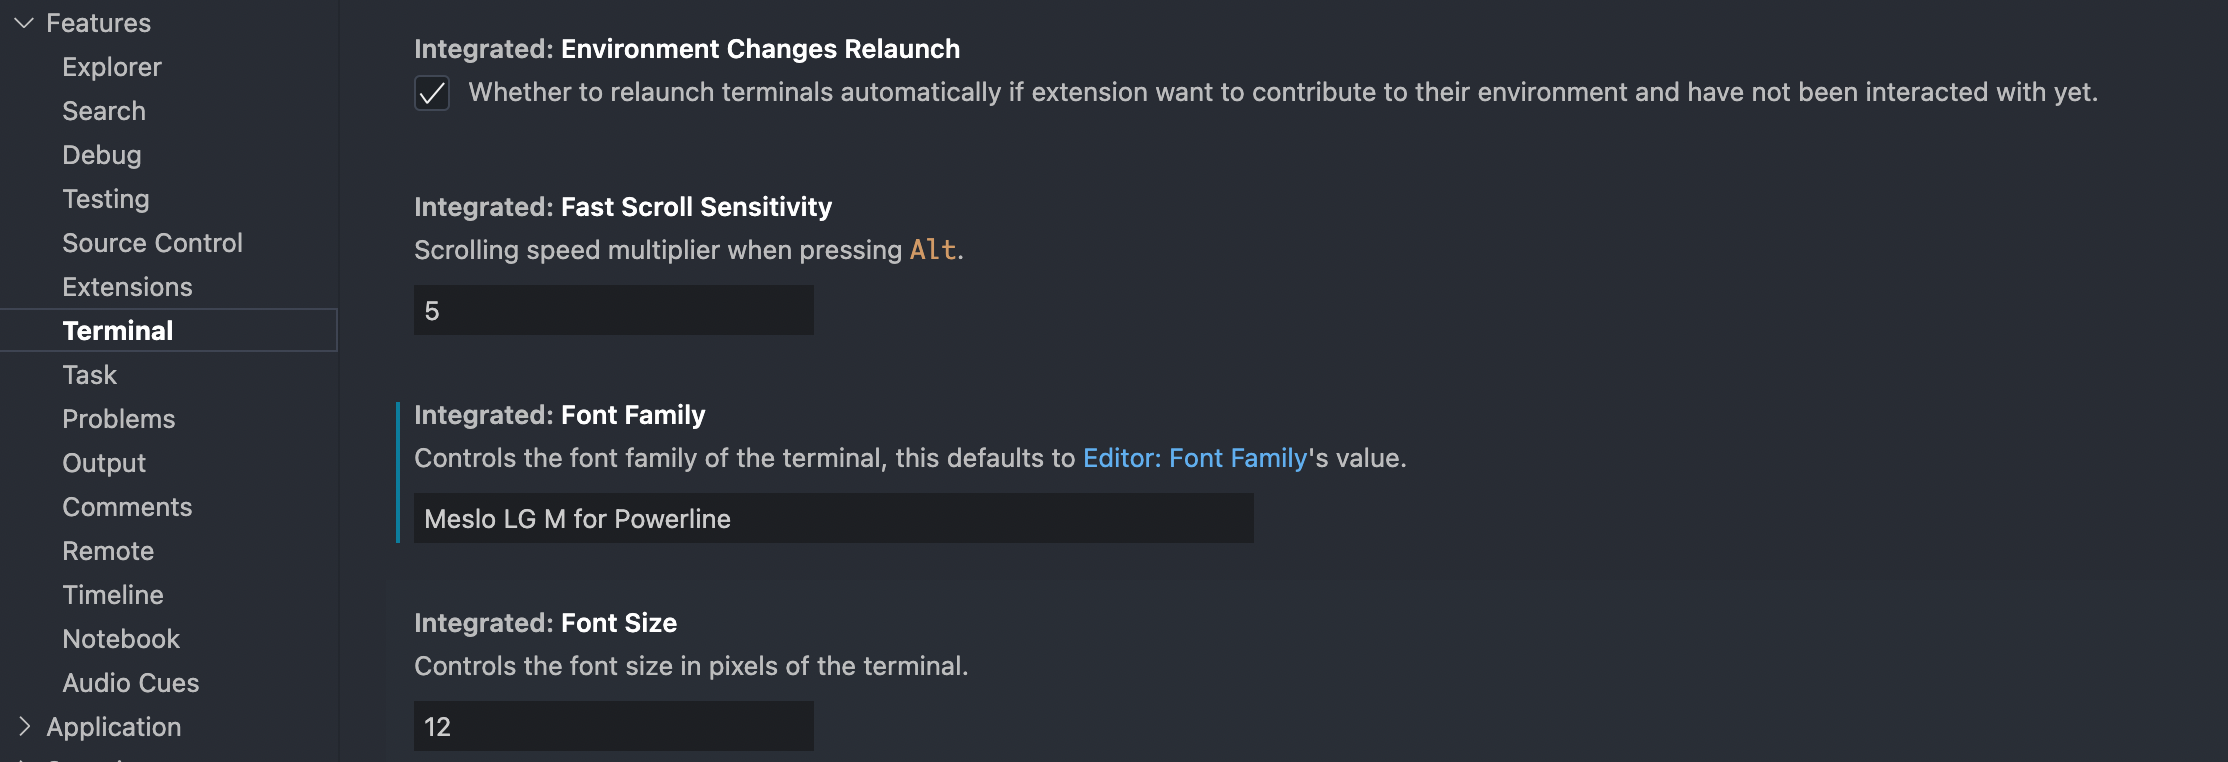 Features
Explorer
Search
Debug
Testing
Source Control
Extensions
Terminal
Task
Problems
Output
Comments
Remote
Timeline
Notebook
Audio Cues
Application
Integrated: Environment Changes Relaunch
Whether to relaunch terminals automatically if extension want to contribute to their environment and have not been interacted with yet.
Integrated: Fast Scroll Sensitivity
Scrolling speed multiplier when pressing Alt.
5
Integrated: Font Family
Controls the font family of the terminal, this defaults to Editor: Font Family's value.
Meslo LG M for Powerline
Integrated: Font Size
Controls the font size in pixels of the terminal.
12